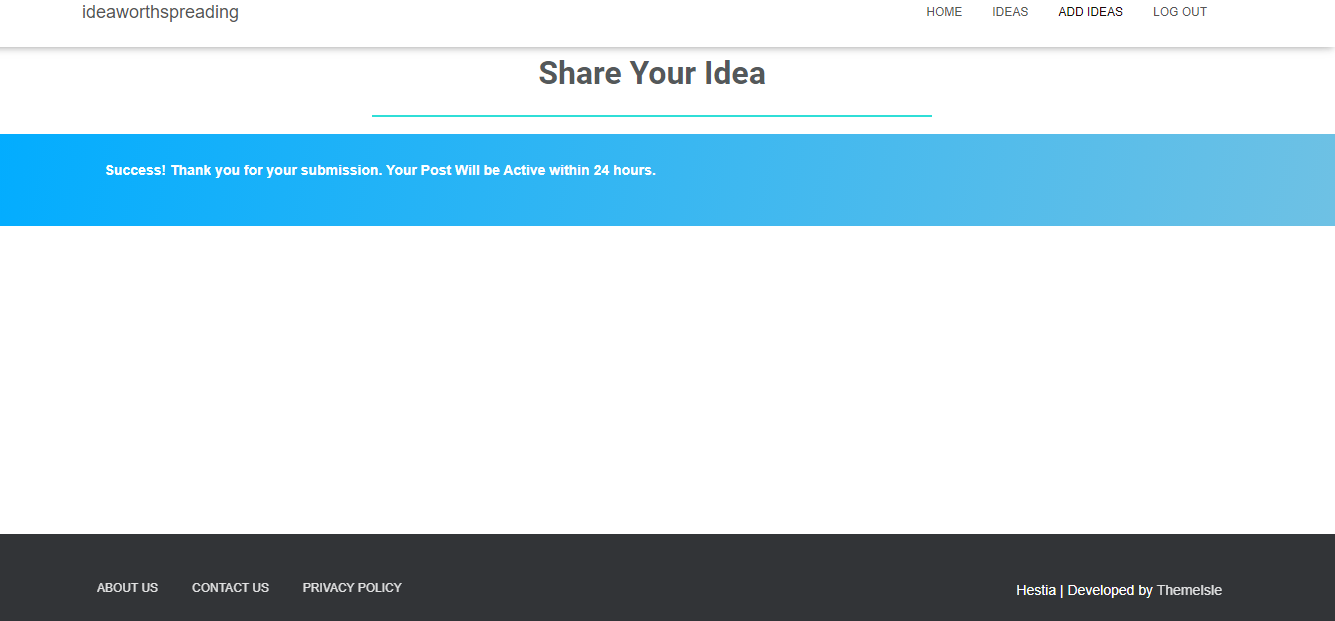 ideaworthspreading
HOME IDEAS ADD IDEAS LOG OUT
Share Your Idea
Success! Thank you for your submission. Your Post Will be Active within 24 hours.
ABOUT US CONTACT US PRIVACY POLICY
Hestia | Developed by ThemeIsle